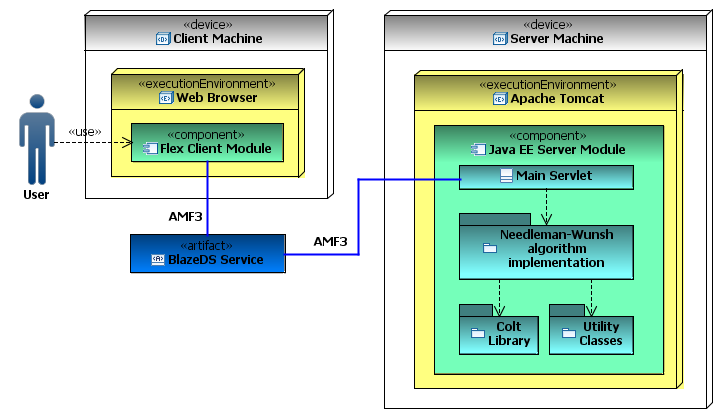 «device»
Client Machine
«executionEnvironment»
Web Browser
«component»
Flex Client Module
«use»
User
AMF3
«artifact»
BlazeDS Service
AMF3
«device»
Server Machine
«executionEnvironment»
Apache Tomcat
«component»
Java EE Server Module
Main Servlet
Needleman-Wunsh
algorithm
implementation
Colt
Library
Utility
Classes